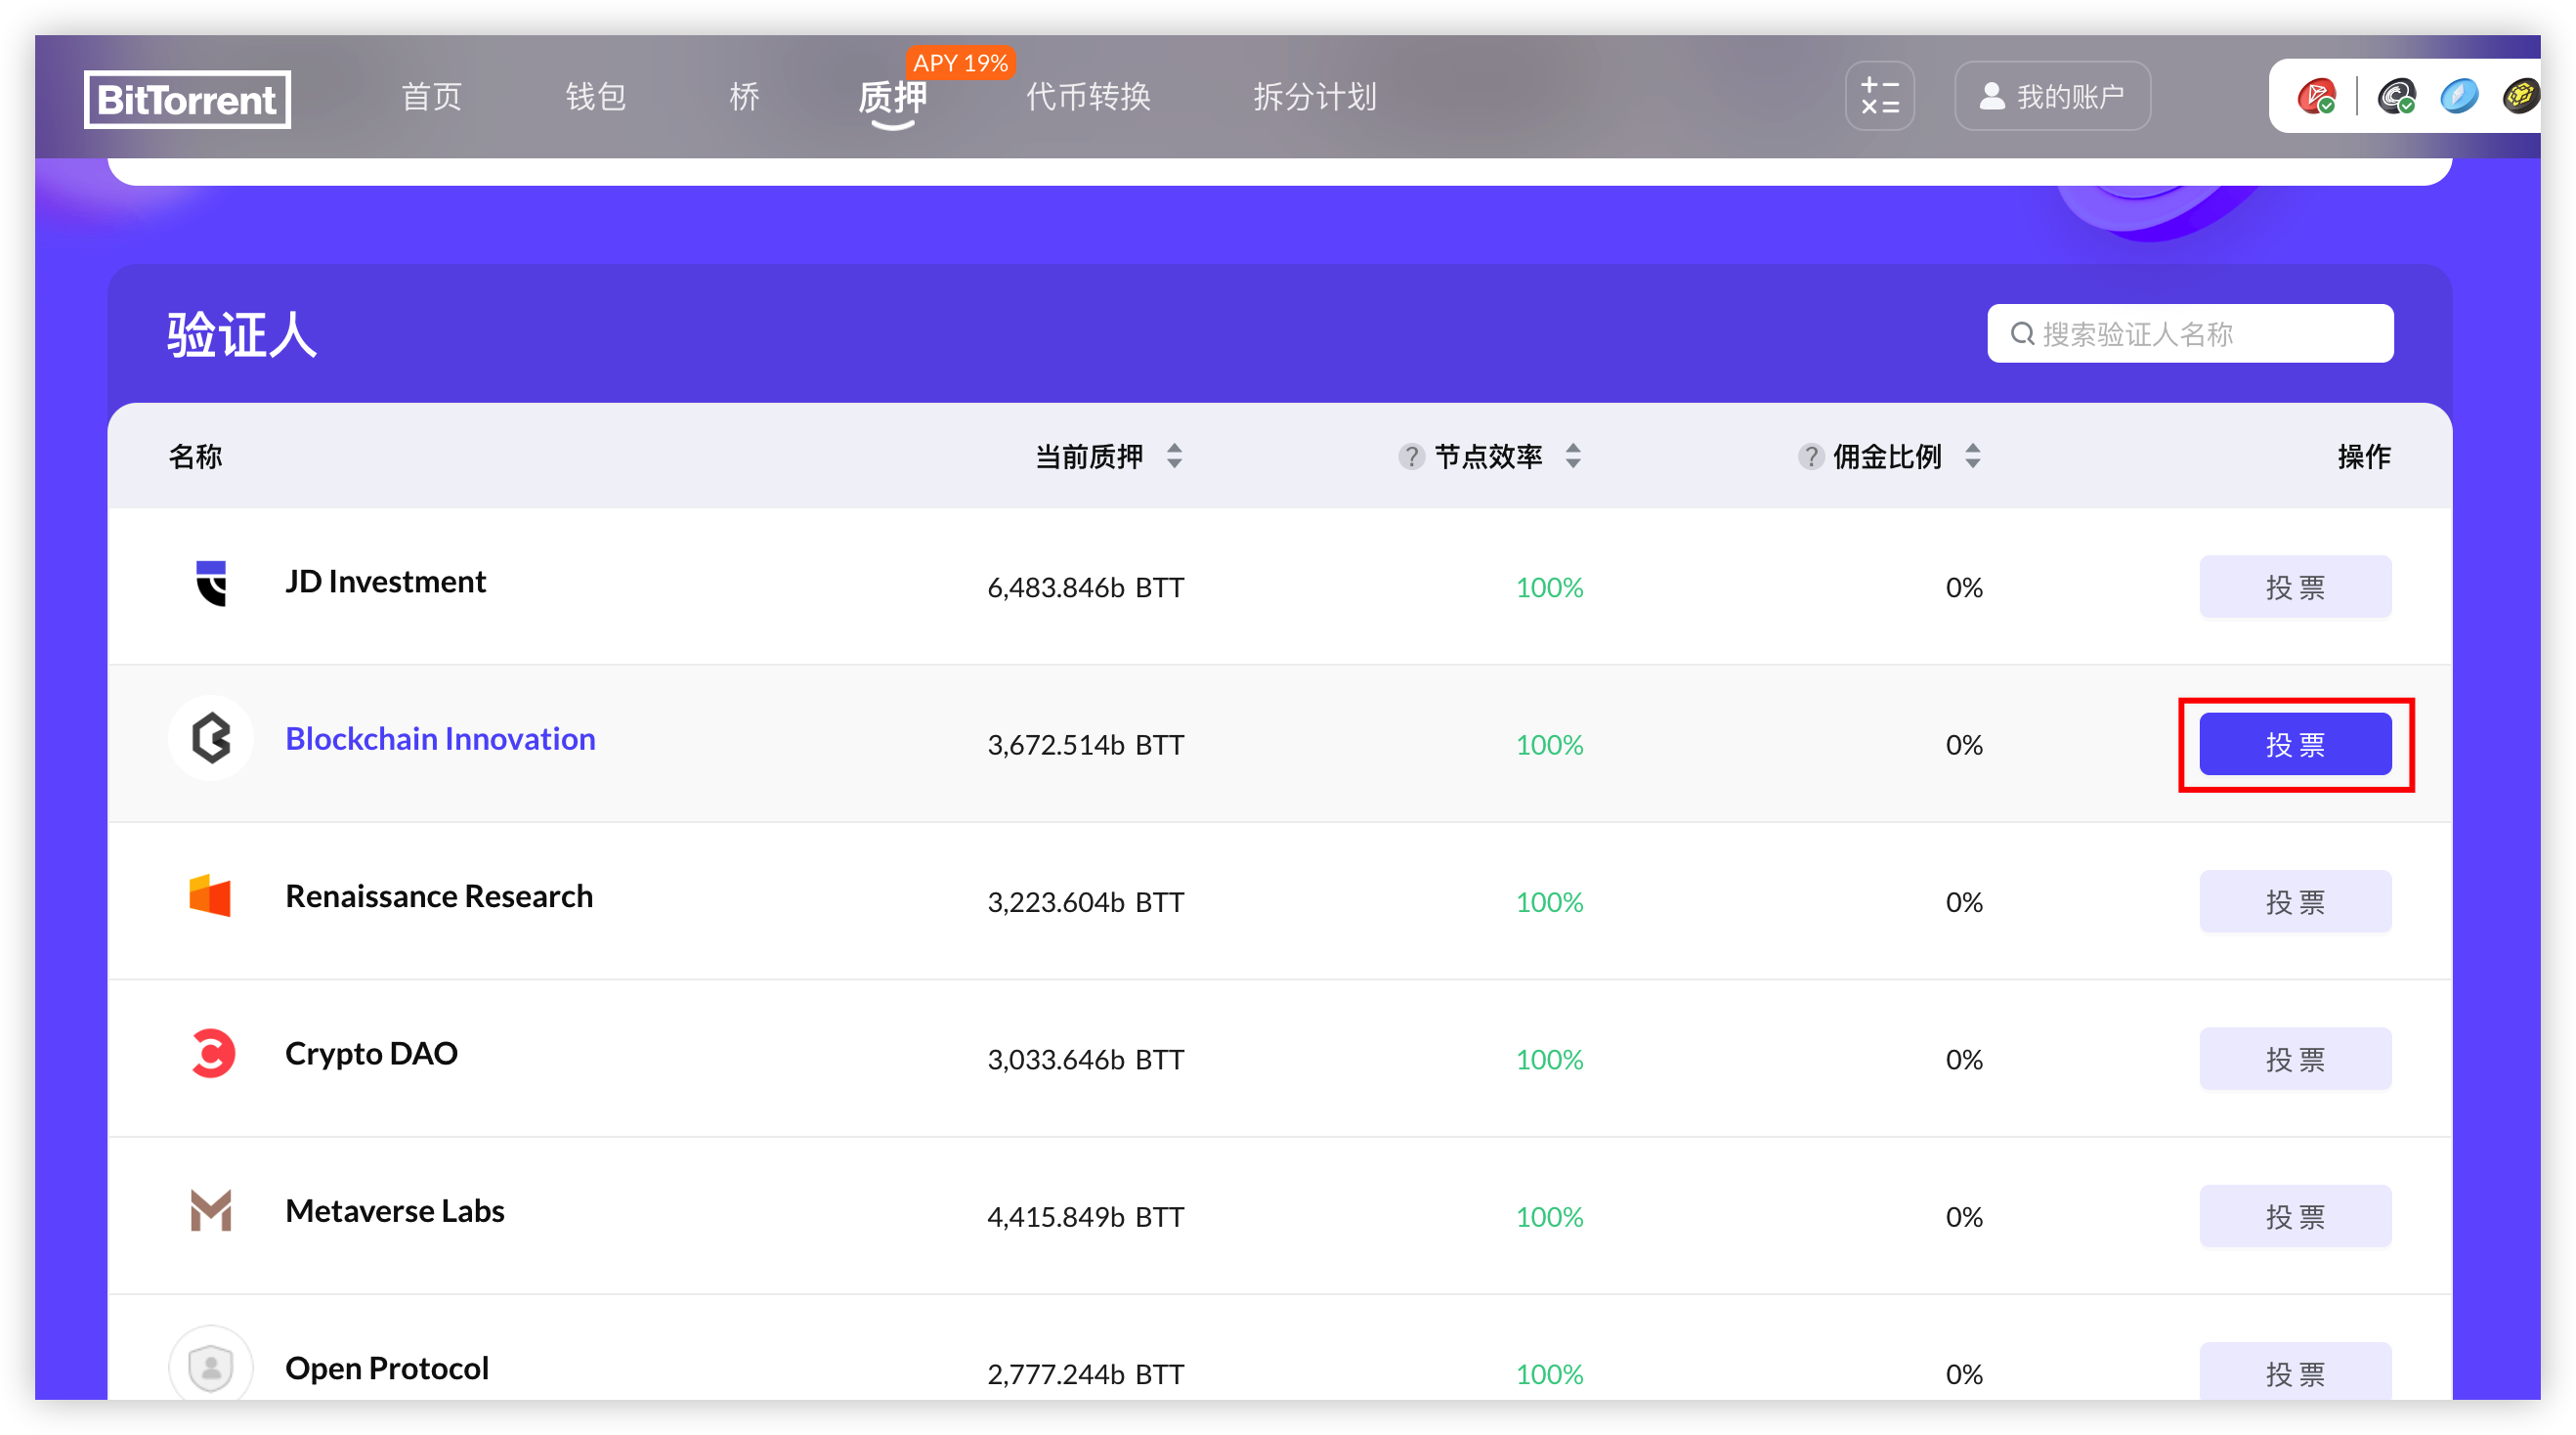 APY 19%
BitTorrent 首页 钱包 桥 质押 代币转换 拆分计划 我的账户
验证人 搜索验证人名称
名称 当前质押 ? 节点效率 ? 佣金比例 操作
JD Investment 6,483.846b BTT 100% 0% 投票
Blockchain Innovation 3,672.514b BTT 100% 0% 投票
Renaissance Research 3,223.604b BTT 100% 0% 投票
Crypto DAO 3,033.646b BTT 100% 0% 投票
Metaverse Labs 4,415.849b BTT 100% 0% 投票
Open Protocol 2,777.244b BTT 100% 0% 投票